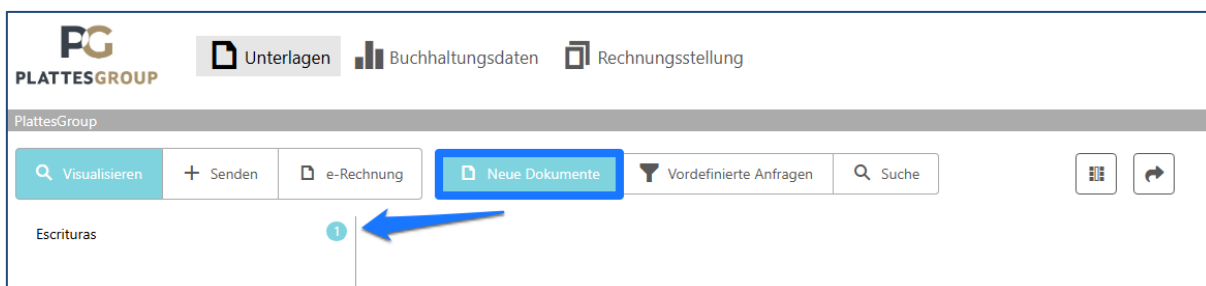 PG
PLATTESGROUP
Unterlagen Buchhaltungsdaten Rechnungsstellung
PlattesGroup
Visualisieren Senden e-Rechnung Neue Dokumente Vordefinierte Anfragen Suche
Escrituras 1